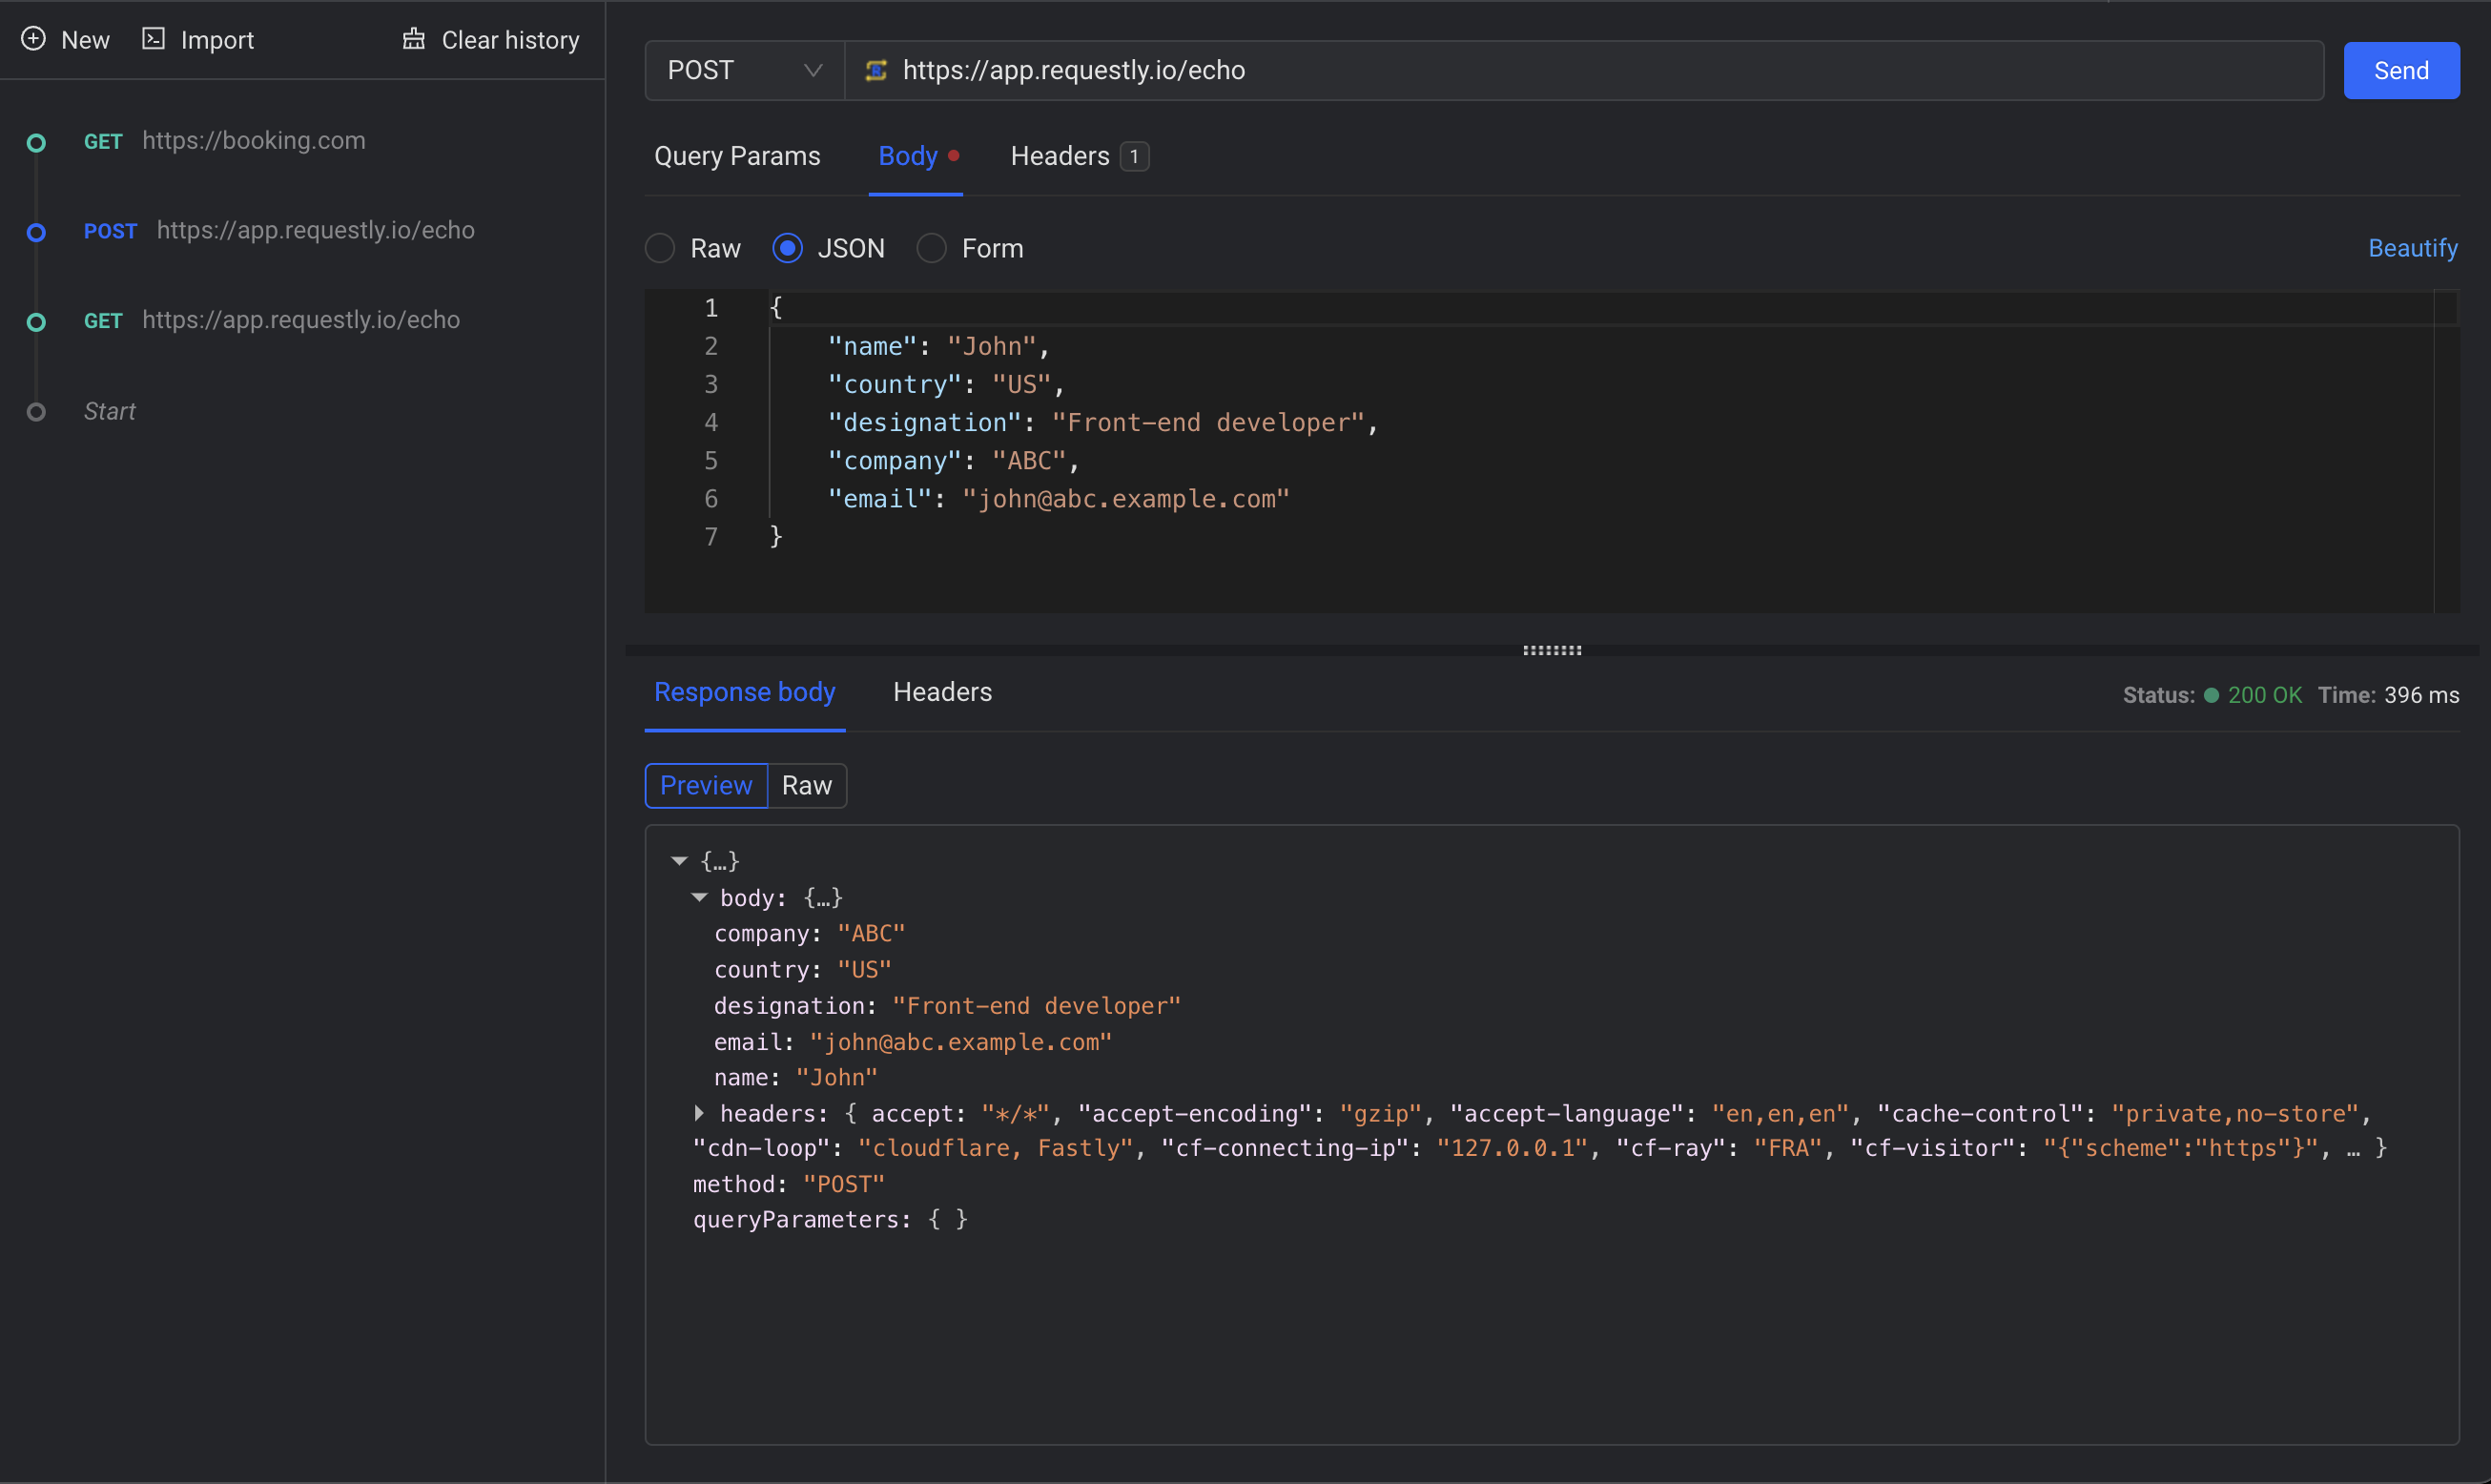 New Import Clear history
GET https://booking.com
POST https://app.requestly.io/echo
GET https://app.requestly.io/echo
Start
POST https://app.requestly.io/echo Send
Query Params Body Headers 1
Raw JSON Form Beautify
1 {
2 "name": "John",
3 "country": "US",
4 "designation": "Front-end developer",
5 "company": "ABC",
6 "email": "john@abc.example.com"
7 }
Response body Headers Status: 200 OK Time: 396 ms
Preview Raw
{…}
body: {…}
company: "ABC"
country: "US"
designation: "Front-end developer"
email: "john@abc.example.com"
name: "John"
headers: { accept: "*/*", "accept-encoding": "gzip", "accept-language": "en,en,en", "cache-control": "private,no-store",
"cdn-loop": "cloudflare, Fastly", "cf-connecting-ip": "127.0.0.1", "cf-ray": "FRA", "cf-visitor": "{"scheme":"https"}", … }
method: "POST"
queryParameters: { }